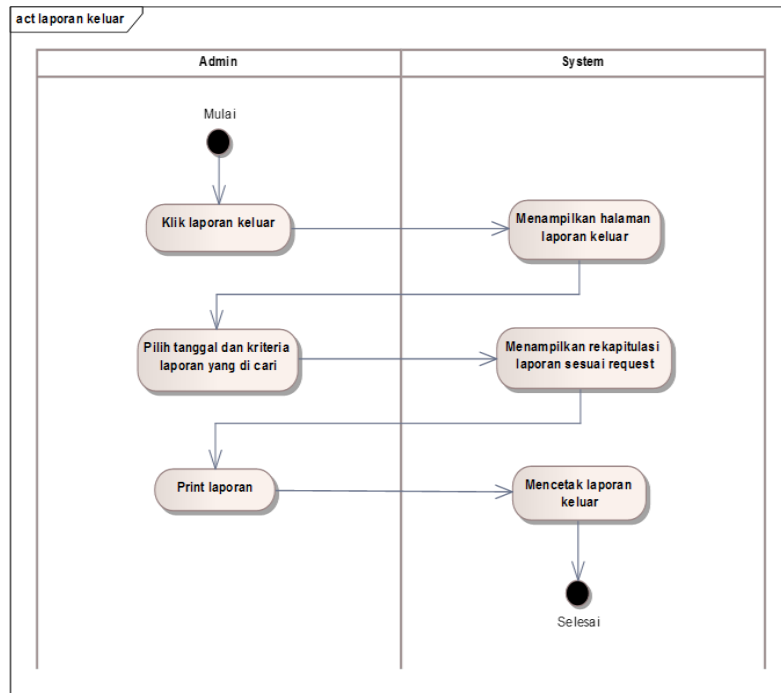 act laporan keluar
Admin
System
Mulai
Klik laporan keluar
Menampilkan halaman
laporan keluar
Pilih tanggal dan kriteria
laporan yang di cari
Menampilkan rekapitulasi
laporan sesuai request
Print laporan
Mencetak laporan
keluar
Selesai